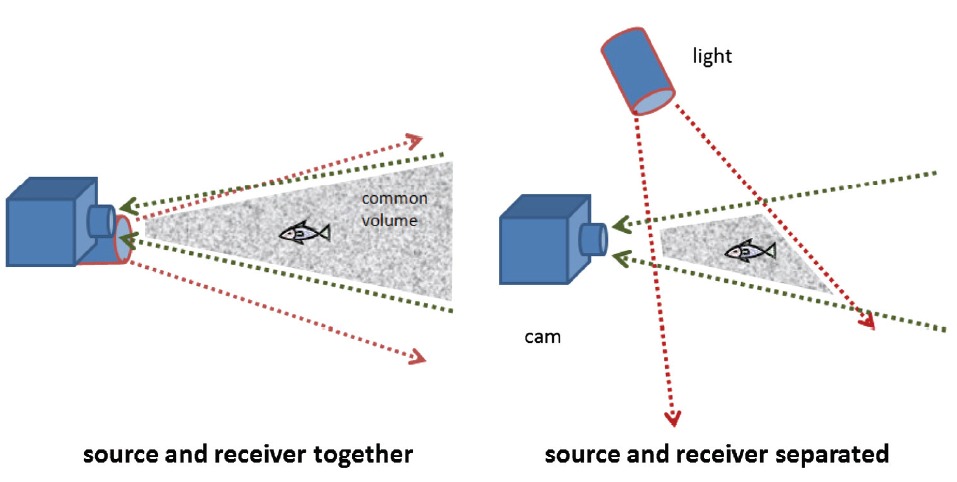 light
common
volume
cam
source and receiver together
source and receiver separated